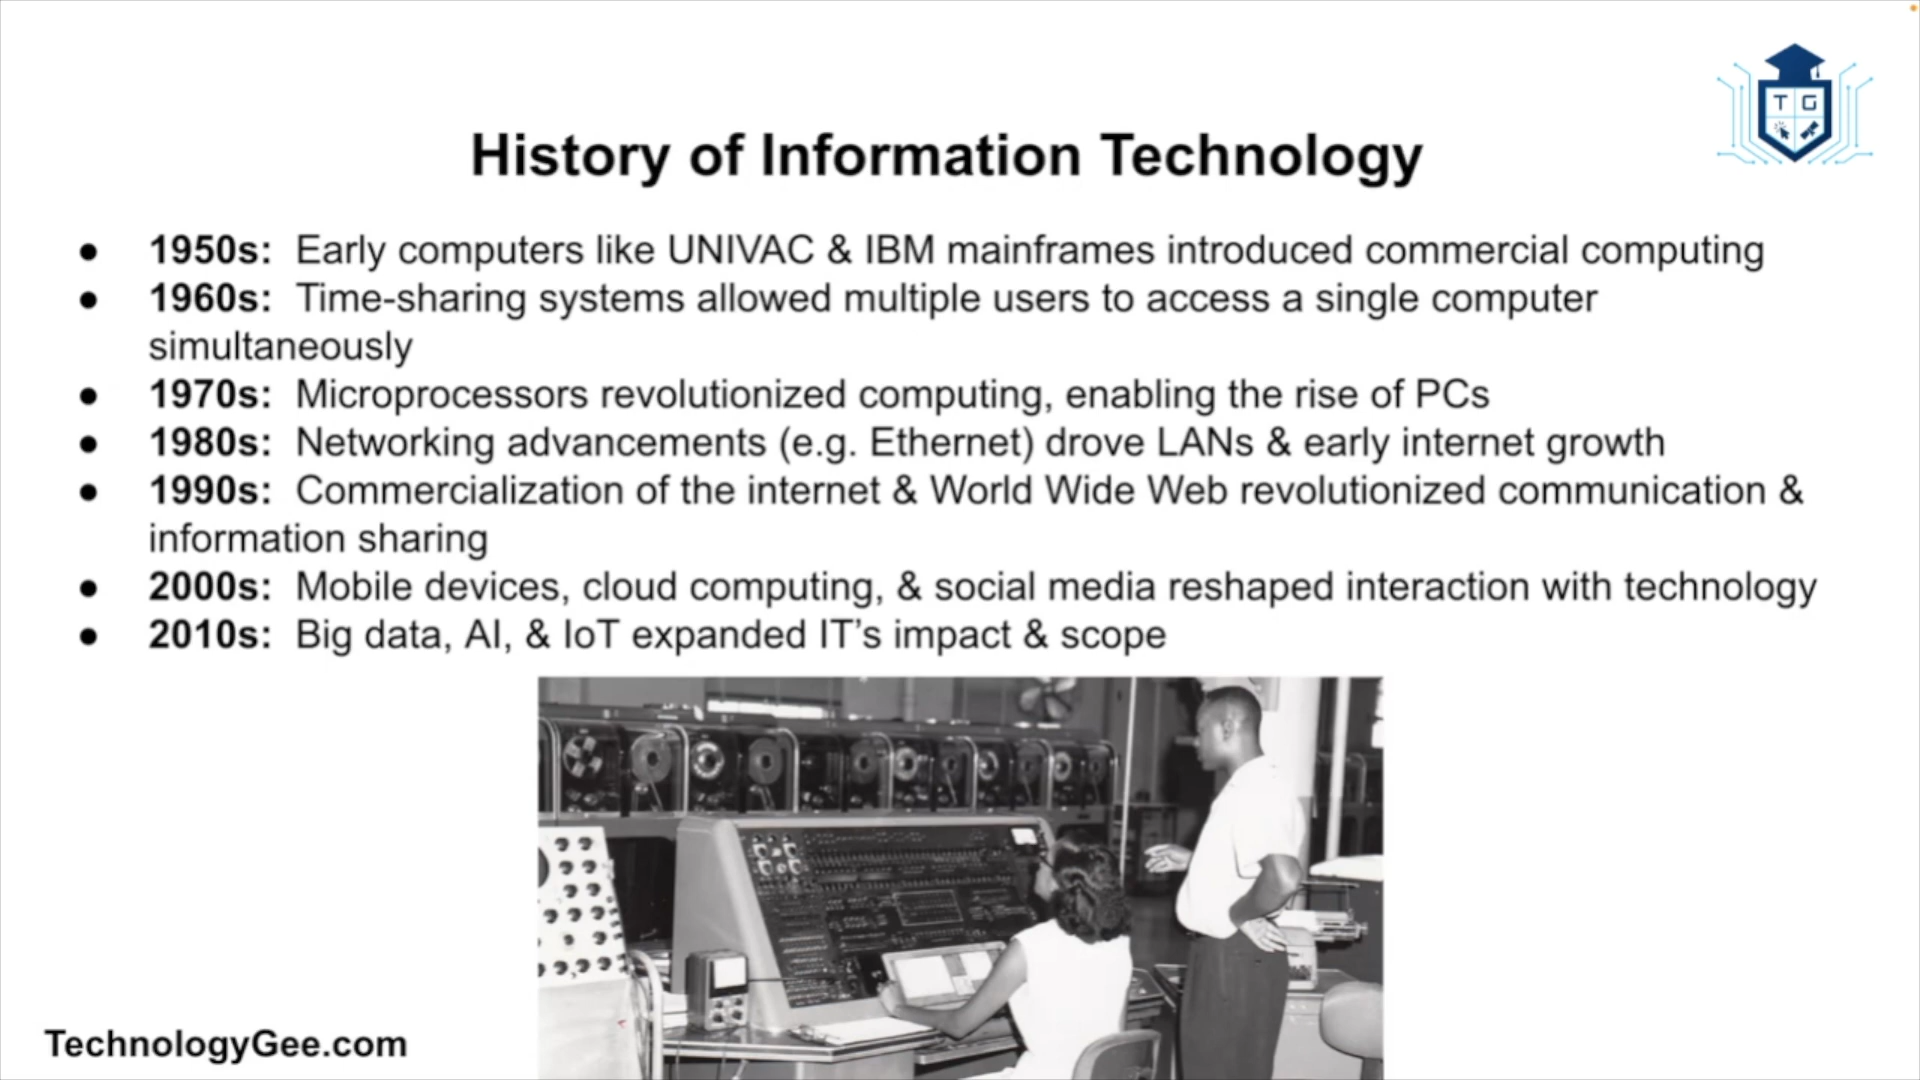 T G
History of Information Technology
● 1950s: Early computers like UNIVAC & IBM mainframes introduced commercial computing
● 1960s: Time-sharing systems allowed multiple users to access a single computer
simultaneously
● 1970s: Microprocessors revolutionized computing, enabling the rise of PCs
● 1980s: Networking advancements (e.g. Ethernet) drove LANs & early internet growth
● 1990s: Commercialization of the internet & World Wide Web revolutionized communication &
information sharing
● 2000s: Mobile devices, cloud computing, & social media reshaped interaction with technology
● 2010s: Big data, AI, & IoT expanded IT’s impact & scope
TechnologyGee.com